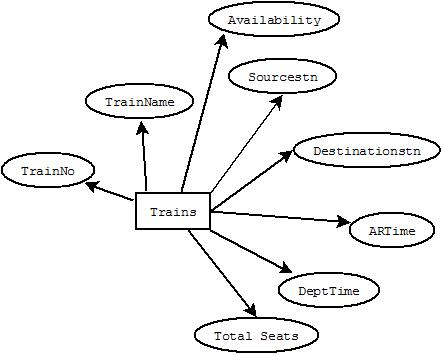 Availability
Sourcestn
TrainName
Destinationstn
TrainNo
Trains
ARTime
DeptTime
Total Seats